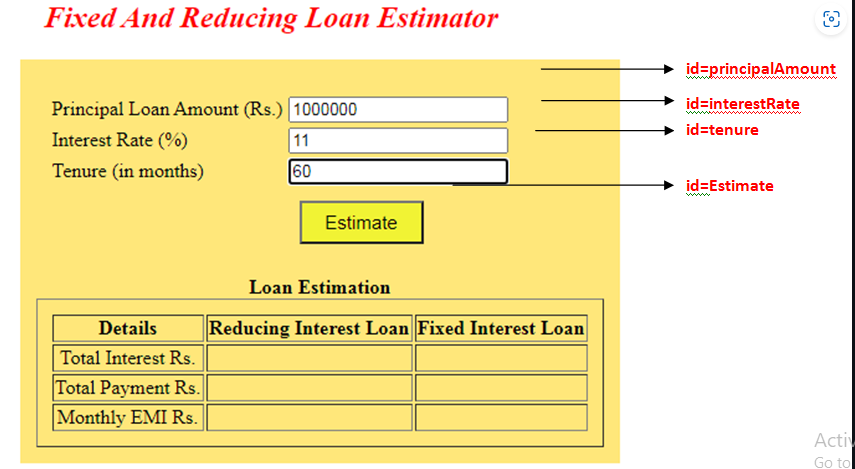 Fixed And Reducing Loan Estimator
id=principalAmount
Principal Loan Amount (Rs.) 1000000
id=interestRate
Interest Rate (%) 11
id=tenure
Tenure (in months) 60
id=Estimate
Estimate
Loan Estimation
Details Reducing Interest Loan Fixed Interest Loan
Total Interest Rs.
Total Payment Rs.
Monthly EMI Rs.
Go to